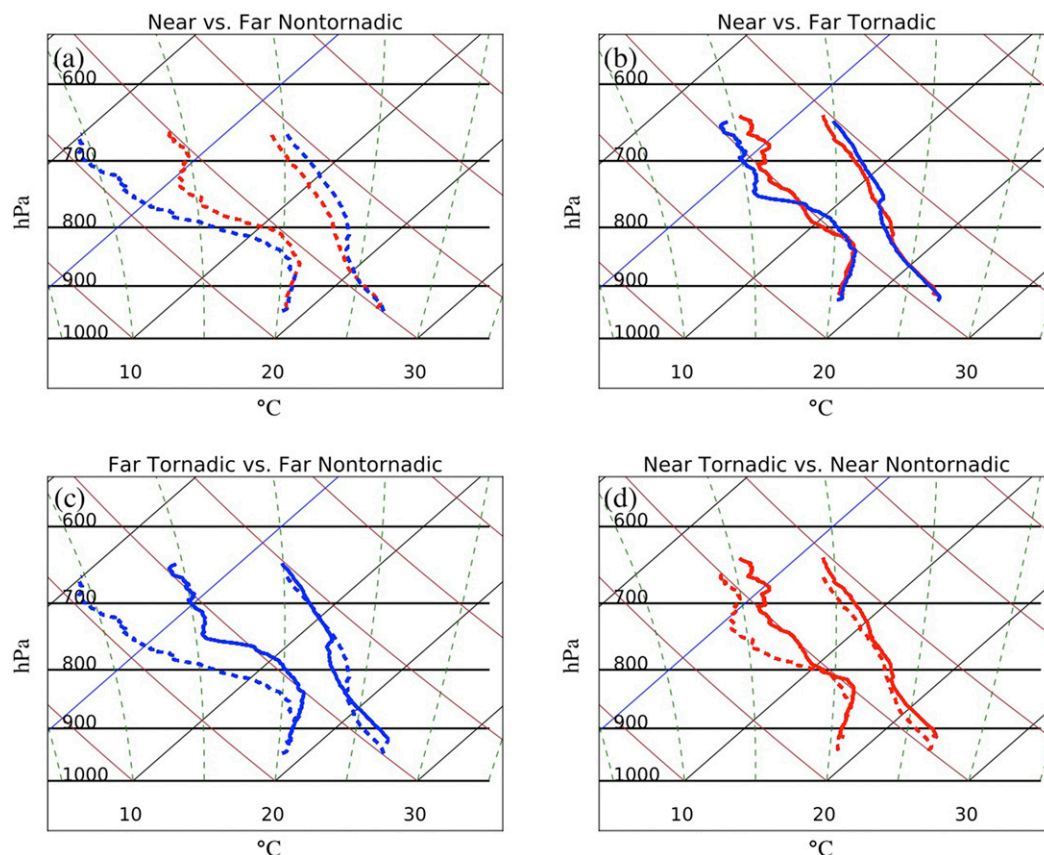 Near vs. Far Nontornadic
(a)
600
700
800
900
1000
hPa
10 20 30
°C
Near vs. Far Tornadic
(b)
600
700
800
900
1000
hPa
10 20 30
°C
Far Tornadic vs. Far Nontornadic
(c)
600
700
800
900
1000
hPa
10 20 30
°C
Near Tornadic vs. Near Nontornadic
(d)
600
700
800
900
1000
hPa
10 20 30
°C